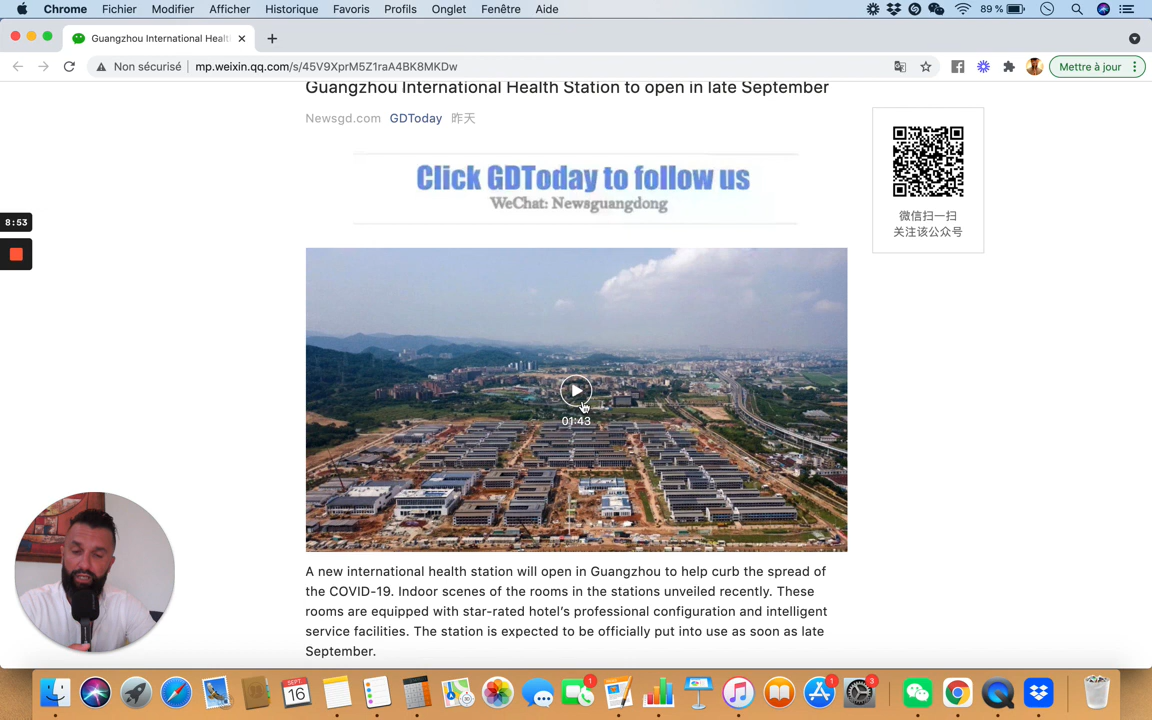 Chrome Fichier Modifier Afficher Historique Favoris Profils Onglet Fenêtre Aide
89 %
Guangzhou International Healt
Non sécurisé mp.weixin.qq.com/s/45V9XprM5Z1raA4BK8MKDw
Mettre à jour
Guangzhou International Health Station to open in late September
Newsgd.com GDToday 昨天
Click GDToday to follow us
WeChat: Newsguangdong
微信扫一扫
关注该公众号
8:53
01:43
A new international health station will open in Guangzhou to help curb the spread of
the COVID-19. Indoor scenes of the rooms in the stations unveiled recently. These
rooms are equipped with star-rated hotel's professional configuration and intelligent
service facilities. The station is expected to be officially put into use as soon as late
September.
SEPT.
16
1
1
3